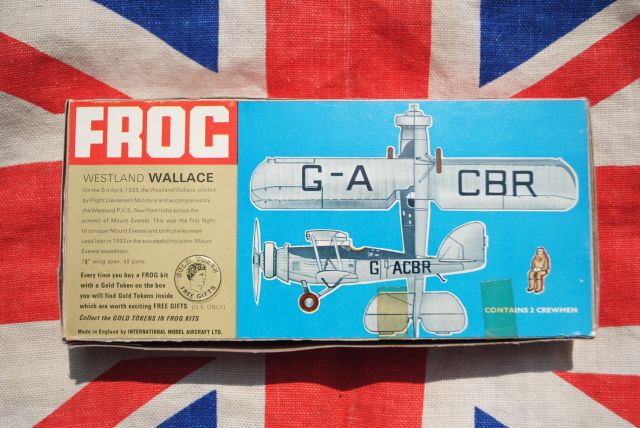 FROG
WESTLAND WALLACE
On the 3rd April, 1933, the Westland Wallace, piloted
by Flight Lieutenant McIntyre and accompanied by
the Westland P.V.3., flew from India across the
summit of Mount Everest. This was the first flight
to conquer Mount Everest and both planes were
used later in 1933 in the successful Houston-Mount
Everest expedition.
wing span. 49 parts.
Every time you buy a FROG kit
with a Gold Token on the box
you will find Gold Tokens inside
which are worth exciting FREE GIFTS (U.K. ONLY)
Collect the GOLD TOKENS IN FROG KITS
Made in England by INTERNATIONAL MODEL AIRCRAFT LTD.
GOLD TOKEN
FREE GIFTS
G-A CBR
G ACBR
CONTAINS 2 CREWMEN